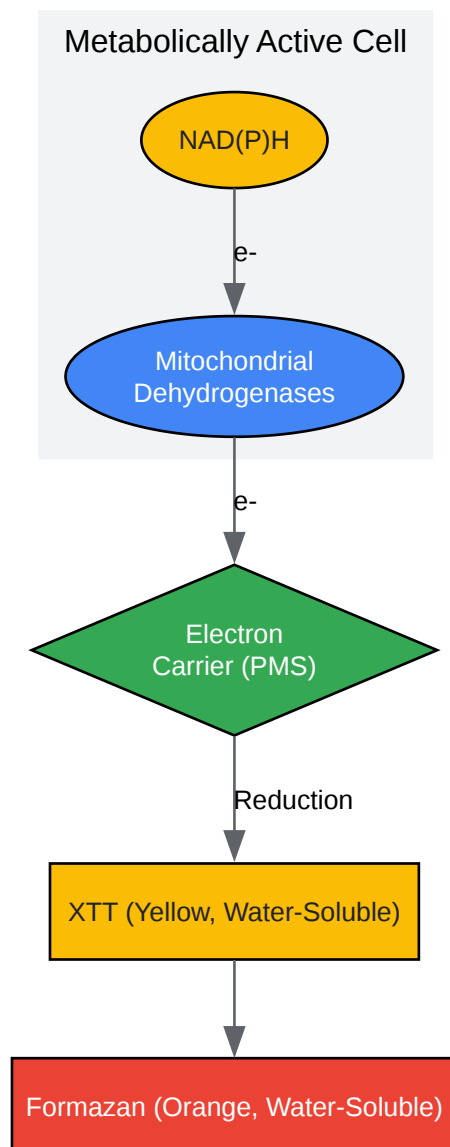 Metabolically Active Cell
NAD(P)H
e-
Mitochondrial
Dehydrogenases
e-
Electron
Carrier (PMS)
Reduction
XTT (Yellow, Water-Soluble)
Formazan (Orange, Water-Soluble)